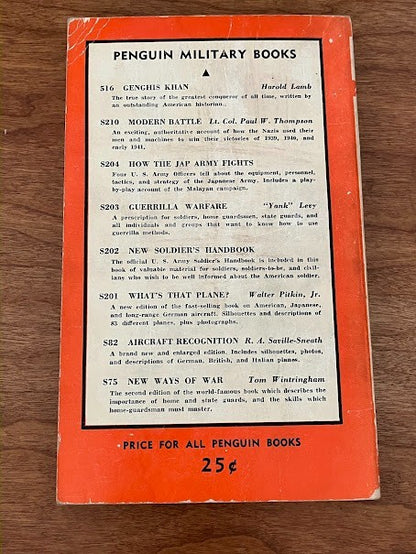 PENGUIN MILITARY BOOKS
▲
516 GENGHIS KHAN Harold Lamb
The true story of the greatest conqueror of all time, written by
an outstanding American historian.
S210 MODERN BATTLE Lt. Col. Paul W. Thompson
An exciting, authoritative account of how the Nazis used their
men and machines to win their victories of 1939, 1940, and
early 1941.
S204 HOW THE JAP ARMY FIGHTS
Four U. S. Army Officers tell about the equipment, personnel,
tactics, and strategy of the Japanese Army. Includes a play-
by-play account of the Malayan campaign.
S203 GUERRILLA WARFARE "Yank" Levy
A prescription for soldiers, home guardsmen, state guards, and
all individuals and groups that want to know how to use
guerrilla methods.
S202 NEW SOLDIER'S HANDBOOK
The official U. S. Army Soldier's Handbook is included in this
book of valuable material for soldiers, soldiers-to-be, and civil-
ians who wish to be well informed about the American soldier.
S201 WHAT'S THAT PLANE? Walter Pitkin, Jr.
A new edition of the fast-selling book on American, Japanese,
and long-range German aircraft. Silhouettes and descriptions of
83 different planes, plus photographs.
S82 AIRCRAFT RECOGNITION R. A. Saville-Sneath
A brand new and enlarged edition. Includes silhouettes, photos,
and descriptions of German, British, and Italian planes.
S75 NEW WAYS OF WAR Tom Wintringham
The second edition of the world-famous book which describes the
importance of home and state guards, and the skills which
home-guardsman must master.
PRICE FOR ALL PENGUIN BOOKS
25¢